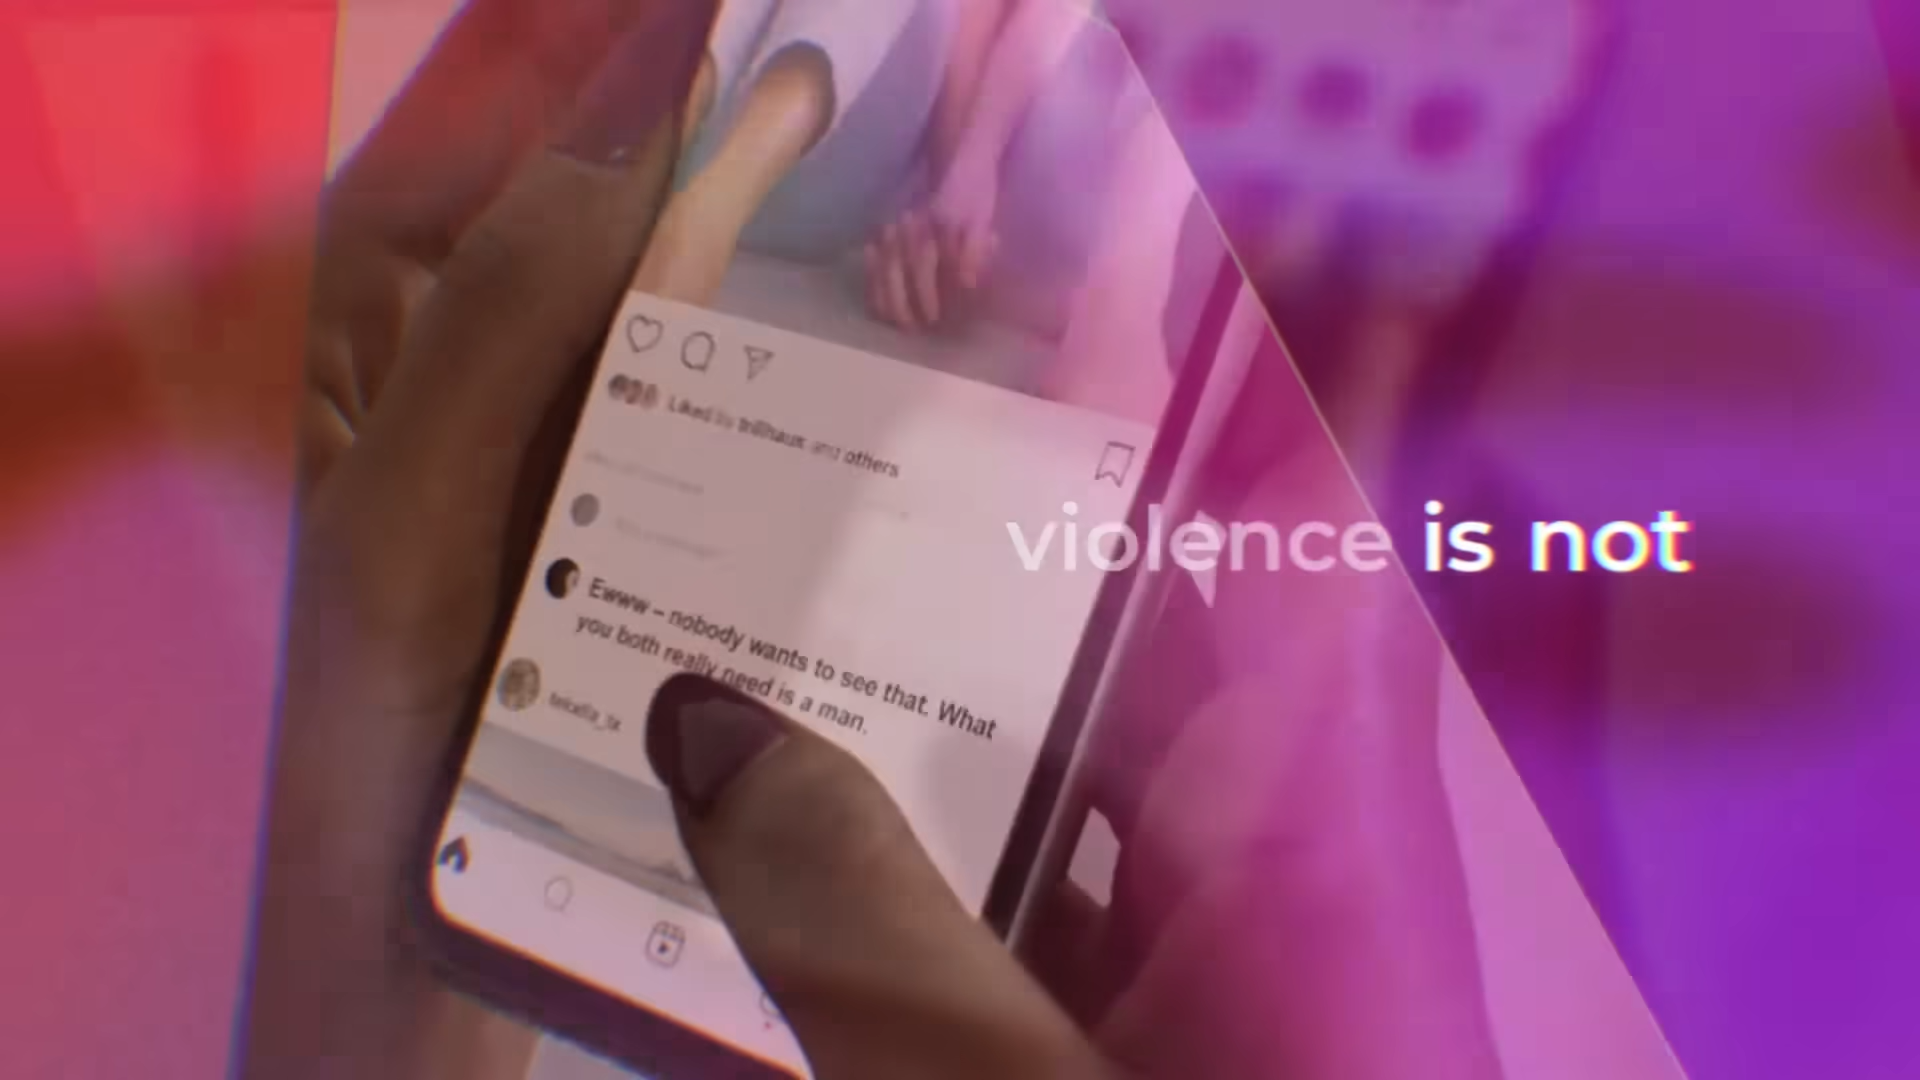 Liked by trillhaus and others
violence is not
Ewww – nobody wants to see that. What
you both really need is a man.